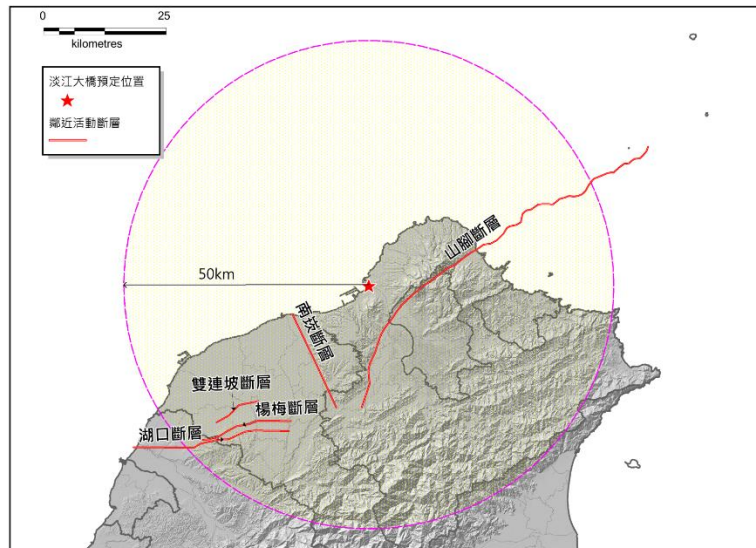 0 25
kilometres
淡江大橋預定位置
鄰近活動斷層
山腳斷層
50km
南崁斷層
雙連坡斷層
楊梅斷層
湖口斷層